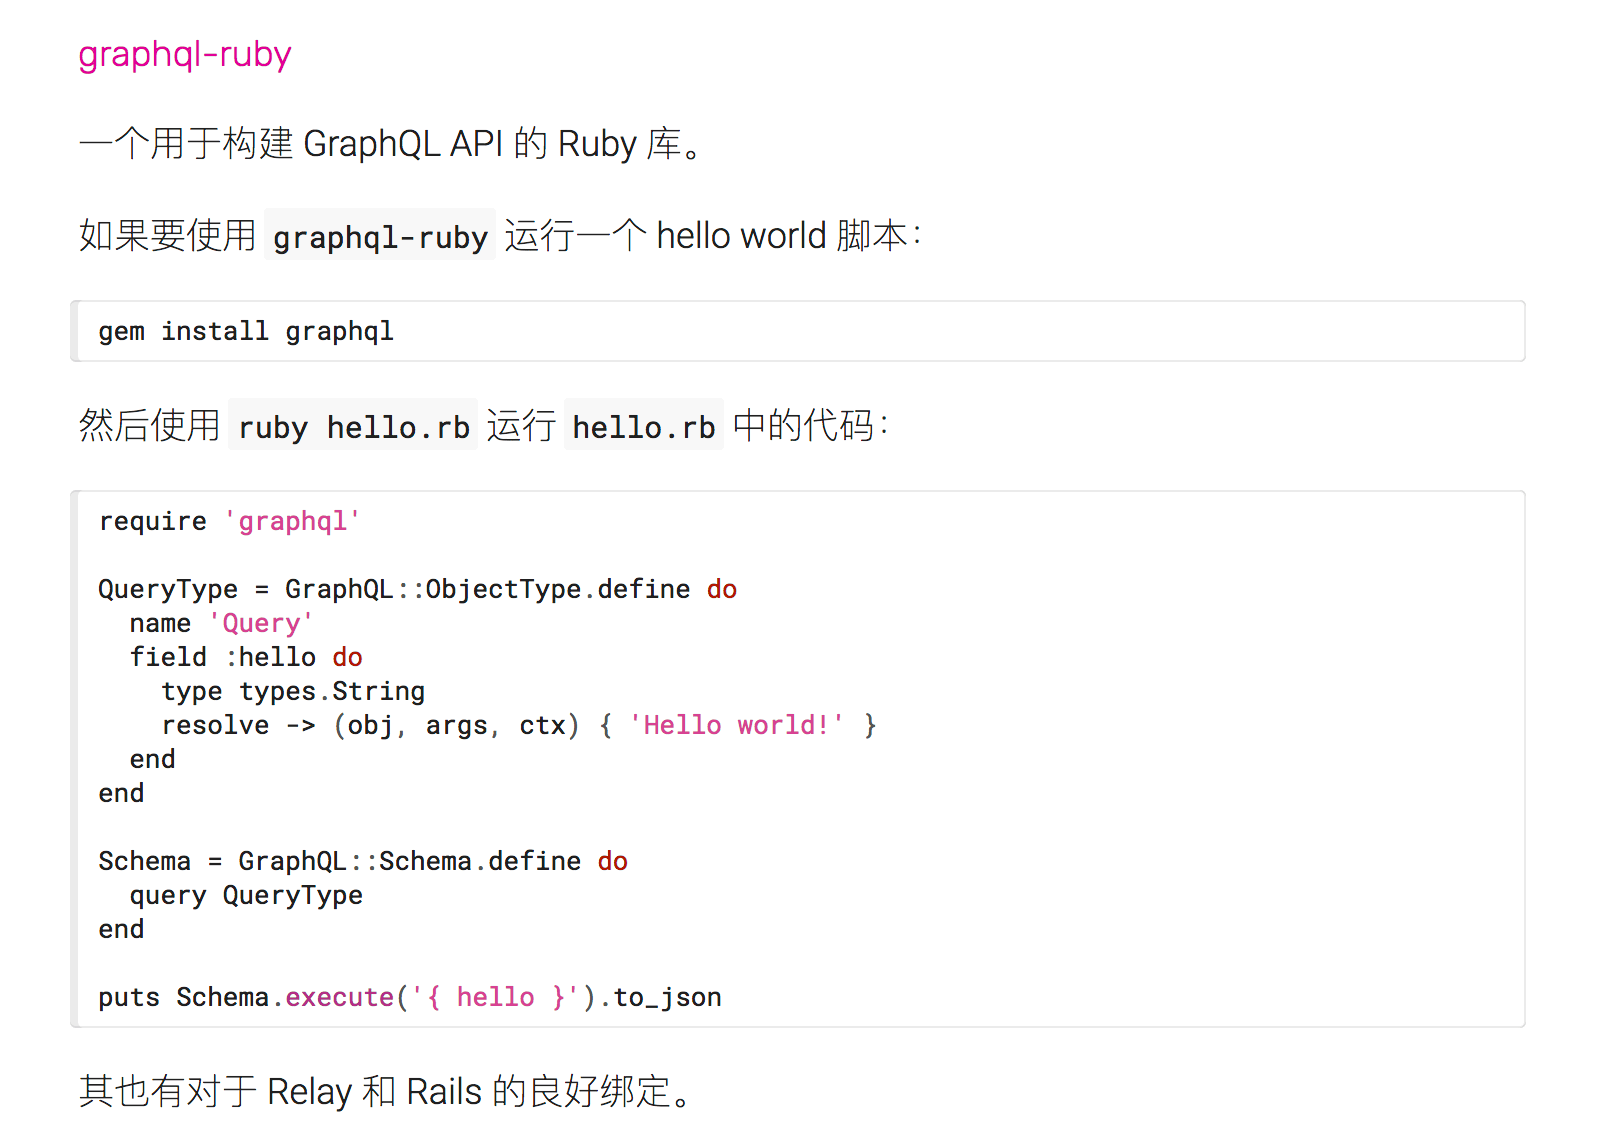 graphql-ruby
一个用于构建 GraphQL API 的 Ruby 库。
如果要使用 graphql-ruby 运行一个 hello world 脚本：
gem install graphql
然后使用 ruby hello.rb 运行 hello.rb 中的代码：
require 'graphql'
QueryType = GraphQL::ObjectType.define do
  name 'Query'
  field :hello do
    type types.String
    resolve -> (obj, args, ctx) { 'Hello world!' }
  end
end
Schema = GraphQL::Schema.define do
  query QueryType
end
puts Schema.execute('{ hello }').to_json
其也有对于 Relay 和 Rails 的良好绑定。